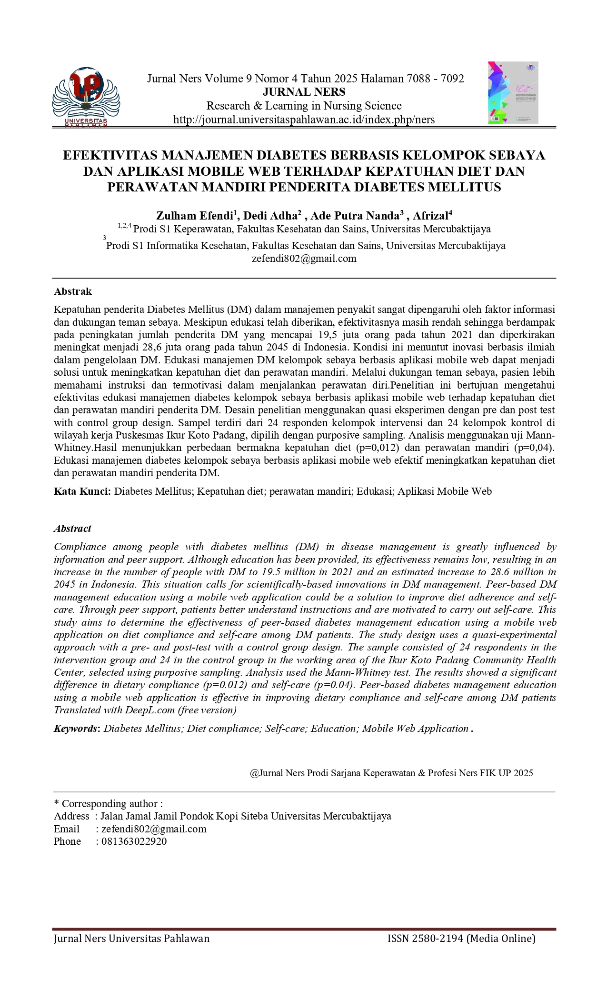 Jurnal Ners Volume 9 Nomor 4 Tahun 2025 Halaman 7088 - 7092
JURNAL NERS
Research & Learning in Nursing Science
http://journal.universitaspahlawan.ac.id/index.php/ners
UNIVERSITAS
PAHLAWAN
JURNAL
NERS
EFEKTIVITAS MANAJEMEN DIABETES BERBASIS KELOMPOK SEBAYA
DAN APLIKASI MOBILE WEB TERHADAP KEPATUHAN DIET DAN
PERAWATAN MANDIRI PENDERITA DIABETES MELLITUS
Zulham Efendi1, Dedi Adha2 , Ade Putra Nanda3 , Afrizal4
1,2,4 Prodi S1 Keperawatan, Fakultas Kesehatan dan Sains, Universitas Mercubaktijaya
3Prodi S1 Informatika Kesehatan, Fakultas Kesehatan dan Sains, Universitas Mercubaktijaya
zefendi802@gmail.com
Abstrak
Kepatuhan penderita Diabetes Mellitus (DM) dalam manajemen penyakit sangat dipengaruhi oleh faktor informasi
dan dukungan teman sebaya. Meskipun edukasi telah diberikan, efektivitasnya masih rendah sehingga berdampak
pada peningkatan jumlah penderita DM yang mencapai 19,5 juta orang pada tahun 2021 dan diperkirakan
meningkat menjadi 28,6 juta orang pada tahun 2045 di Indonesia. Kondisi ini menuntut inovasi berbasis ilmiah
dalam pengelolaan DM. Edukasi manajemen DM kelompok sebaya berbasis aplikasi mobile web dapat menjadi
solusi untuk meningkatkan kepatuhan diet dan perawatan mandiri. Melalui dukungan teman sebaya, pasien lebih
memahami instruksi dan termotivasi dalam menjalankan perawatan diri.Penelitian ini bertujuan mengetahui
efektivitas edukasi manajemen diabetes kelompok sebaya berbasis aplikasi mobile web terhadap kepatuhan diet
dan perawatan mandiri penderita DM. Desain penelitian menggunakan quasi eksperimen dengan pre dan post test
with control group design. Sampel terdiri dari 24 responden kelompok intervensi dan 24 kelompok kontrol di
wilayah kerja Puskesmas Ikur Koto Padang, dipilih dengan purposive sampling. Analisis menggunakan uji Mann-
Whitney.Hasil menunjukkan perbedaan bermakna kepatuhan diet (p=0,012) dan perawatan mandiri (p=0,04).
Edukasi manajemen diabetes kelompok sebaya berbasis aplikasi mobile web efektif meningkatkan kepatuhan diet
dan perawatan mandiri penderita DM.
Kata Kunci: Diabetes Mellitus; Kepatuhan diet; perawatan mandiri; Edukasi; Aplikasi Mobile Web
Abstract
Compliance among people with diabetes mellitus (DM) in disease management is greatly influenced by
information and peer support. Although education has been provided, its effectiveness remains low, resulting in an
increase in the number of people with DM to 19.5 million in 2021 and an estimated increase to 28.6 million in
2045 in Indonesia. This situation calls for scientifically-based innovations in DM management. Peer-based DM
management education using a mobile web application could be a solution to improve diet adherence and self-
care. Through peer support, patients better understand instructions and are motivated to carry out self-care. This
study aims to determine the effectiveness of peer-based diabetes management education using a mobile web
application on diet compliance and self-care among DM patients. The study design uses a quasi-experimental
approach with a pre- and post-test with a control group design. The sample consisted of 24 respondents in the
intervention group and 24 in the control group in the working area of the Ikur Koto Padang Community Health
Center, selected using purposive sampling. Analysis used the Mann-Whitney test. The results showed a significant
difference in dietary compliance (p=0.012) and self-care (p=0.04). Peer-based diabetes management education
using a mobile web application is effective in improving dietary compliance and self-care among DM patients
Translated with DeepL.com (free version)
Keywords: Diabetes Mellitus; Diet compliance; Self-care; Education; Mobile Web Application .
@Jurnal Ners Prodi Sarjana Keperawatan & Profesi Ners FIK UP 2025
* Corresponding author :
Address : Jalan Jamal Jamil Pondok Kopi Siteba Universitas Mercubaktijaya
Email : zefendi802@gmail.com
Phone : 081363022920
Jurnal Ners Universitas Pahlawan ISSN 2580-2194 (Media Online)